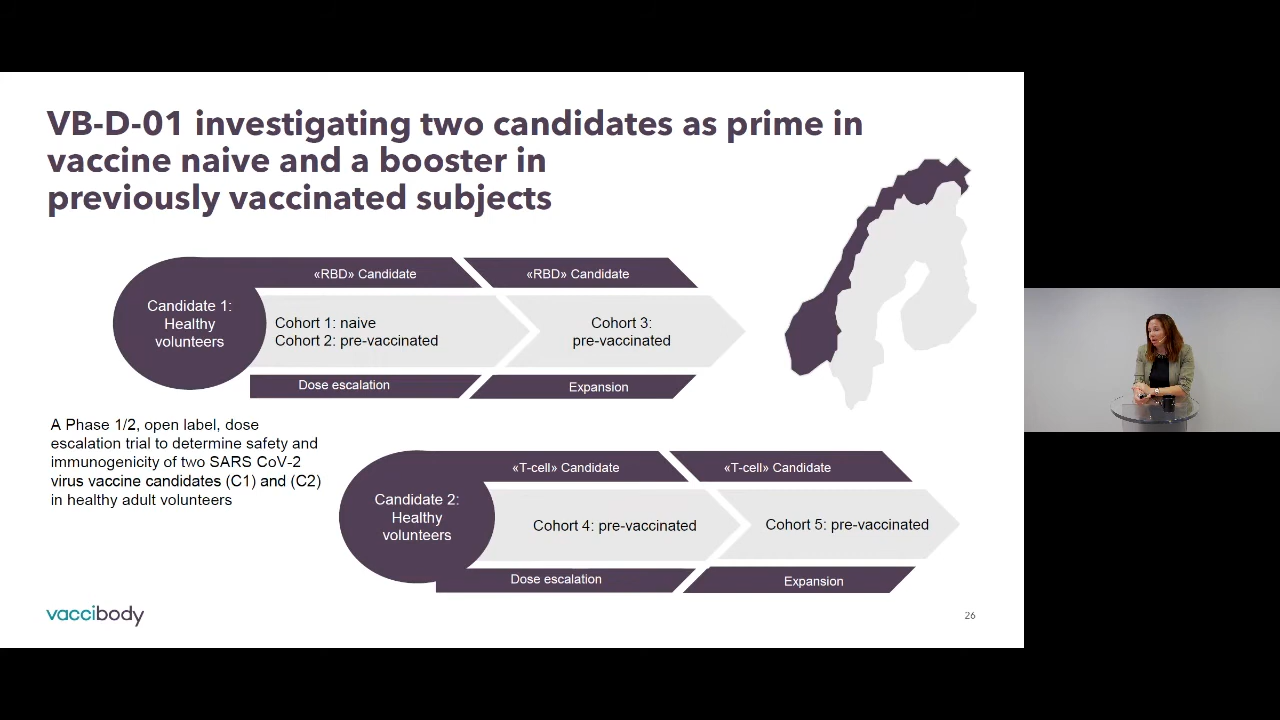 VB-D-01 investigating two candidates as prime in
vaccine naive and a booster in
previously vaccinated subjects
«RBD» Candidate
«RBD» Candidate
Candidate 1:
Healthy
volunteers
Cohort 1: naive
Cohort 2: pre-vaccinated
Cohort 3:
pre-vaccinated
Dose escalation
Expansion
A Phase 1/2, open label, dose
escalation trial to determine safety and
immunogenicity of two SARS CoV-2
virus vaccine candidates (C1) and (C2)
in healthy adult volunteers
«T-cell» Candidate
«T-cell» Candidate
Candidate 2:
Healthy
volunteers
Cohort 4: pre-vaccinated
Cohort 5: pre-vaccinated
Dose escalation
Expansion
vaccibody
26